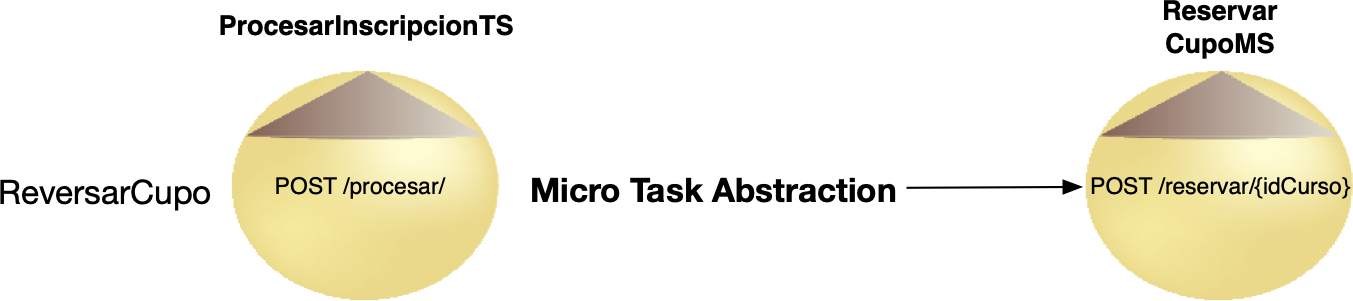 ProcesarInscripcionTS
Reservar
CupoMS
ReversarCupo
POST /procesar/
Micro Task Abstraction
POST /reservar/{idCurso}